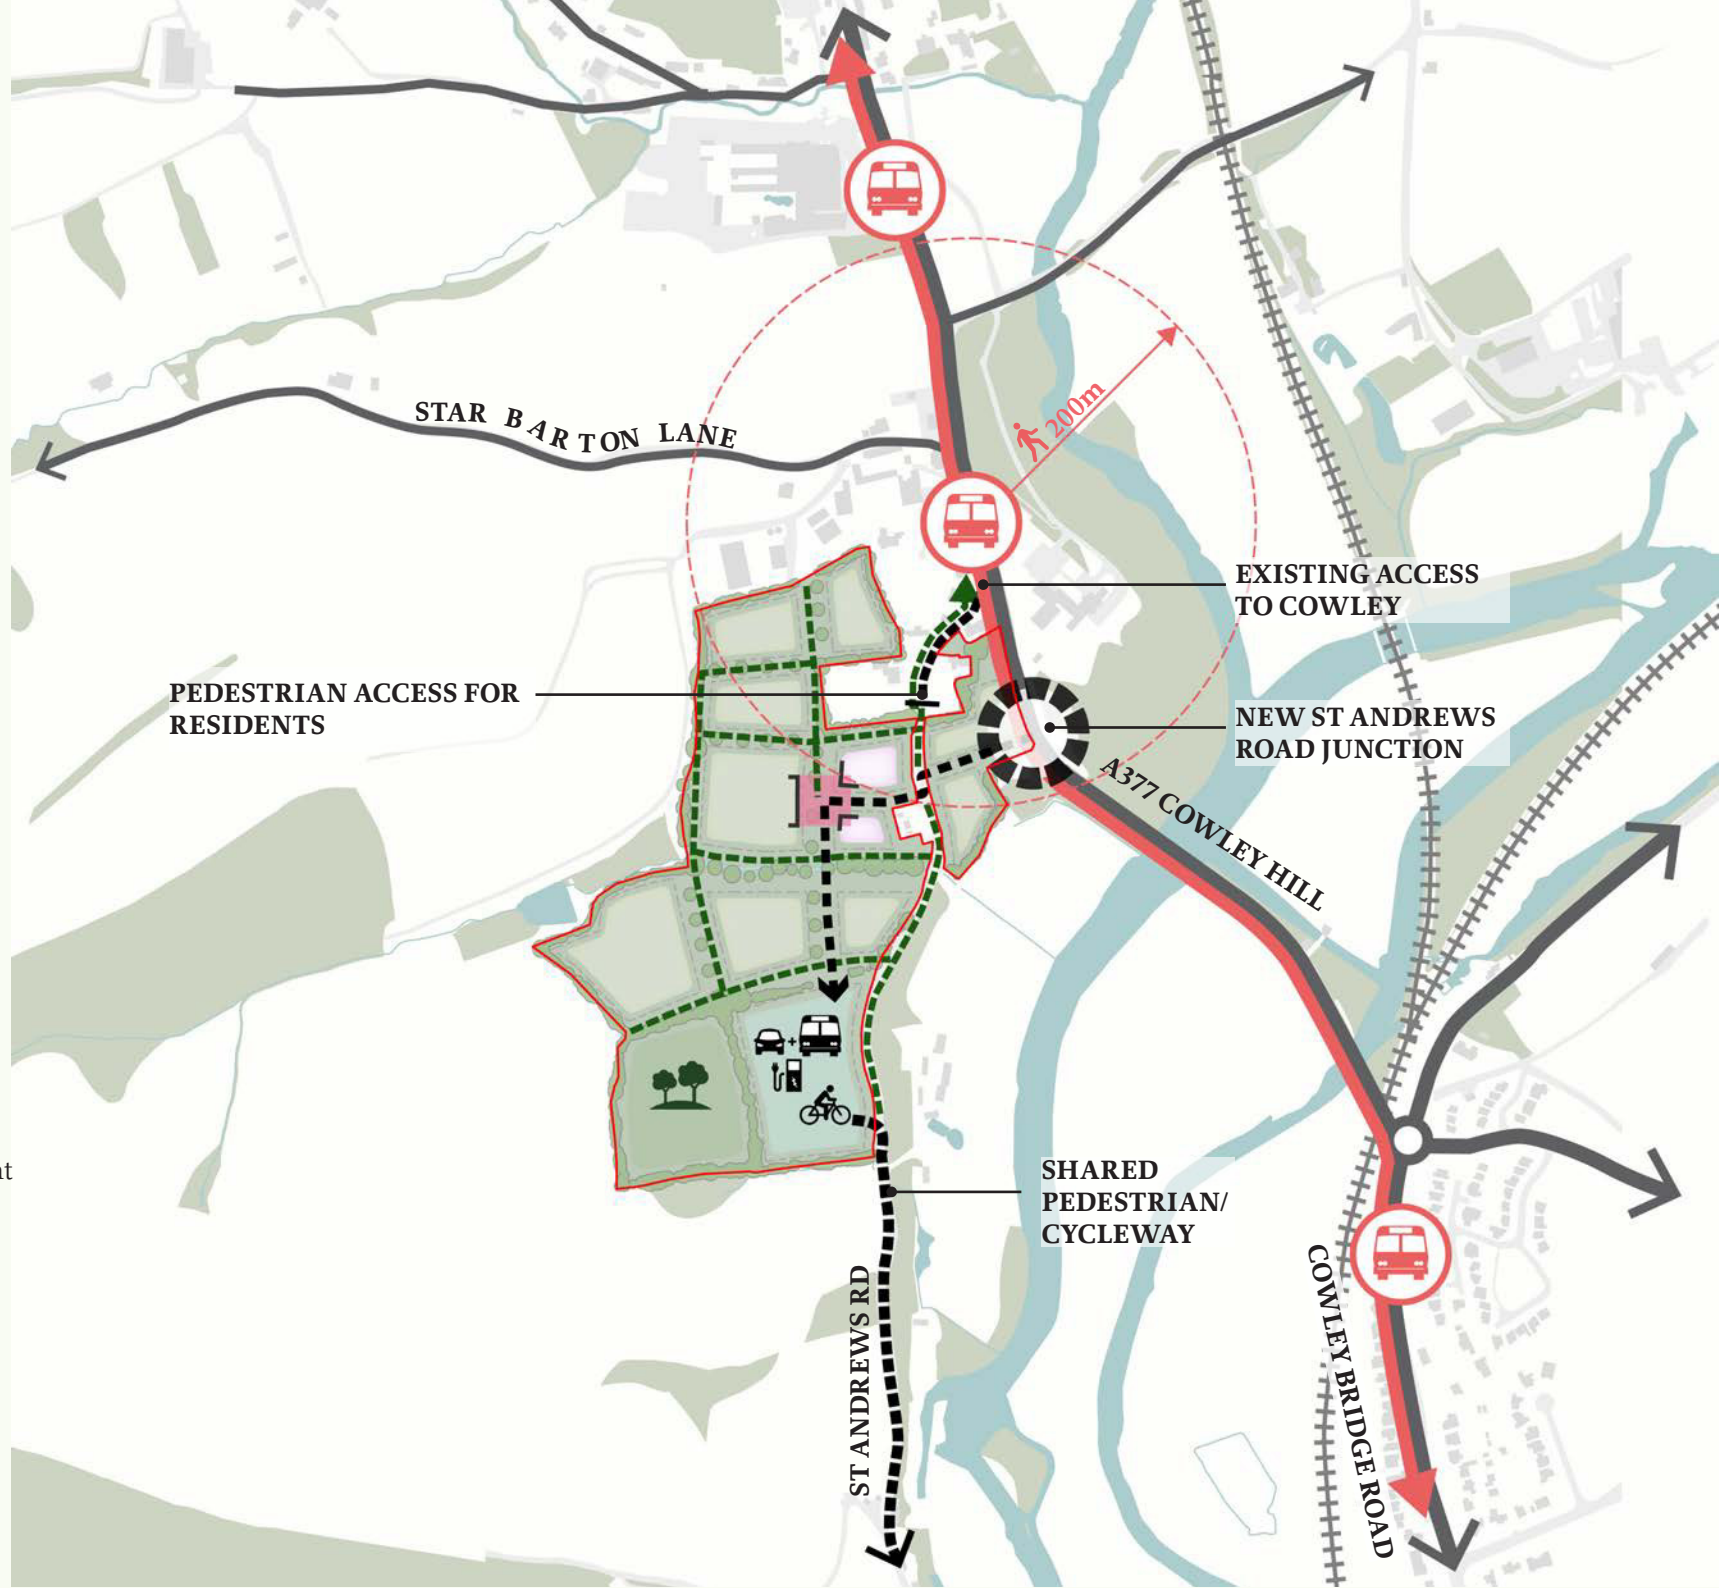 STAR BARTON LANE
200m
EXISTING ACCESS
TO COWLEY
PEDESTRIAN ACCESS FOR
RESIDENTS
NEW ST ANDREWS
ROAD JUNCTION
A377 COWLEY HILL
+
SHARED
PEDESTRIAN/
CYCLEWAY
ST ANDREWS RD
COWLEY BRIDGE ROAD